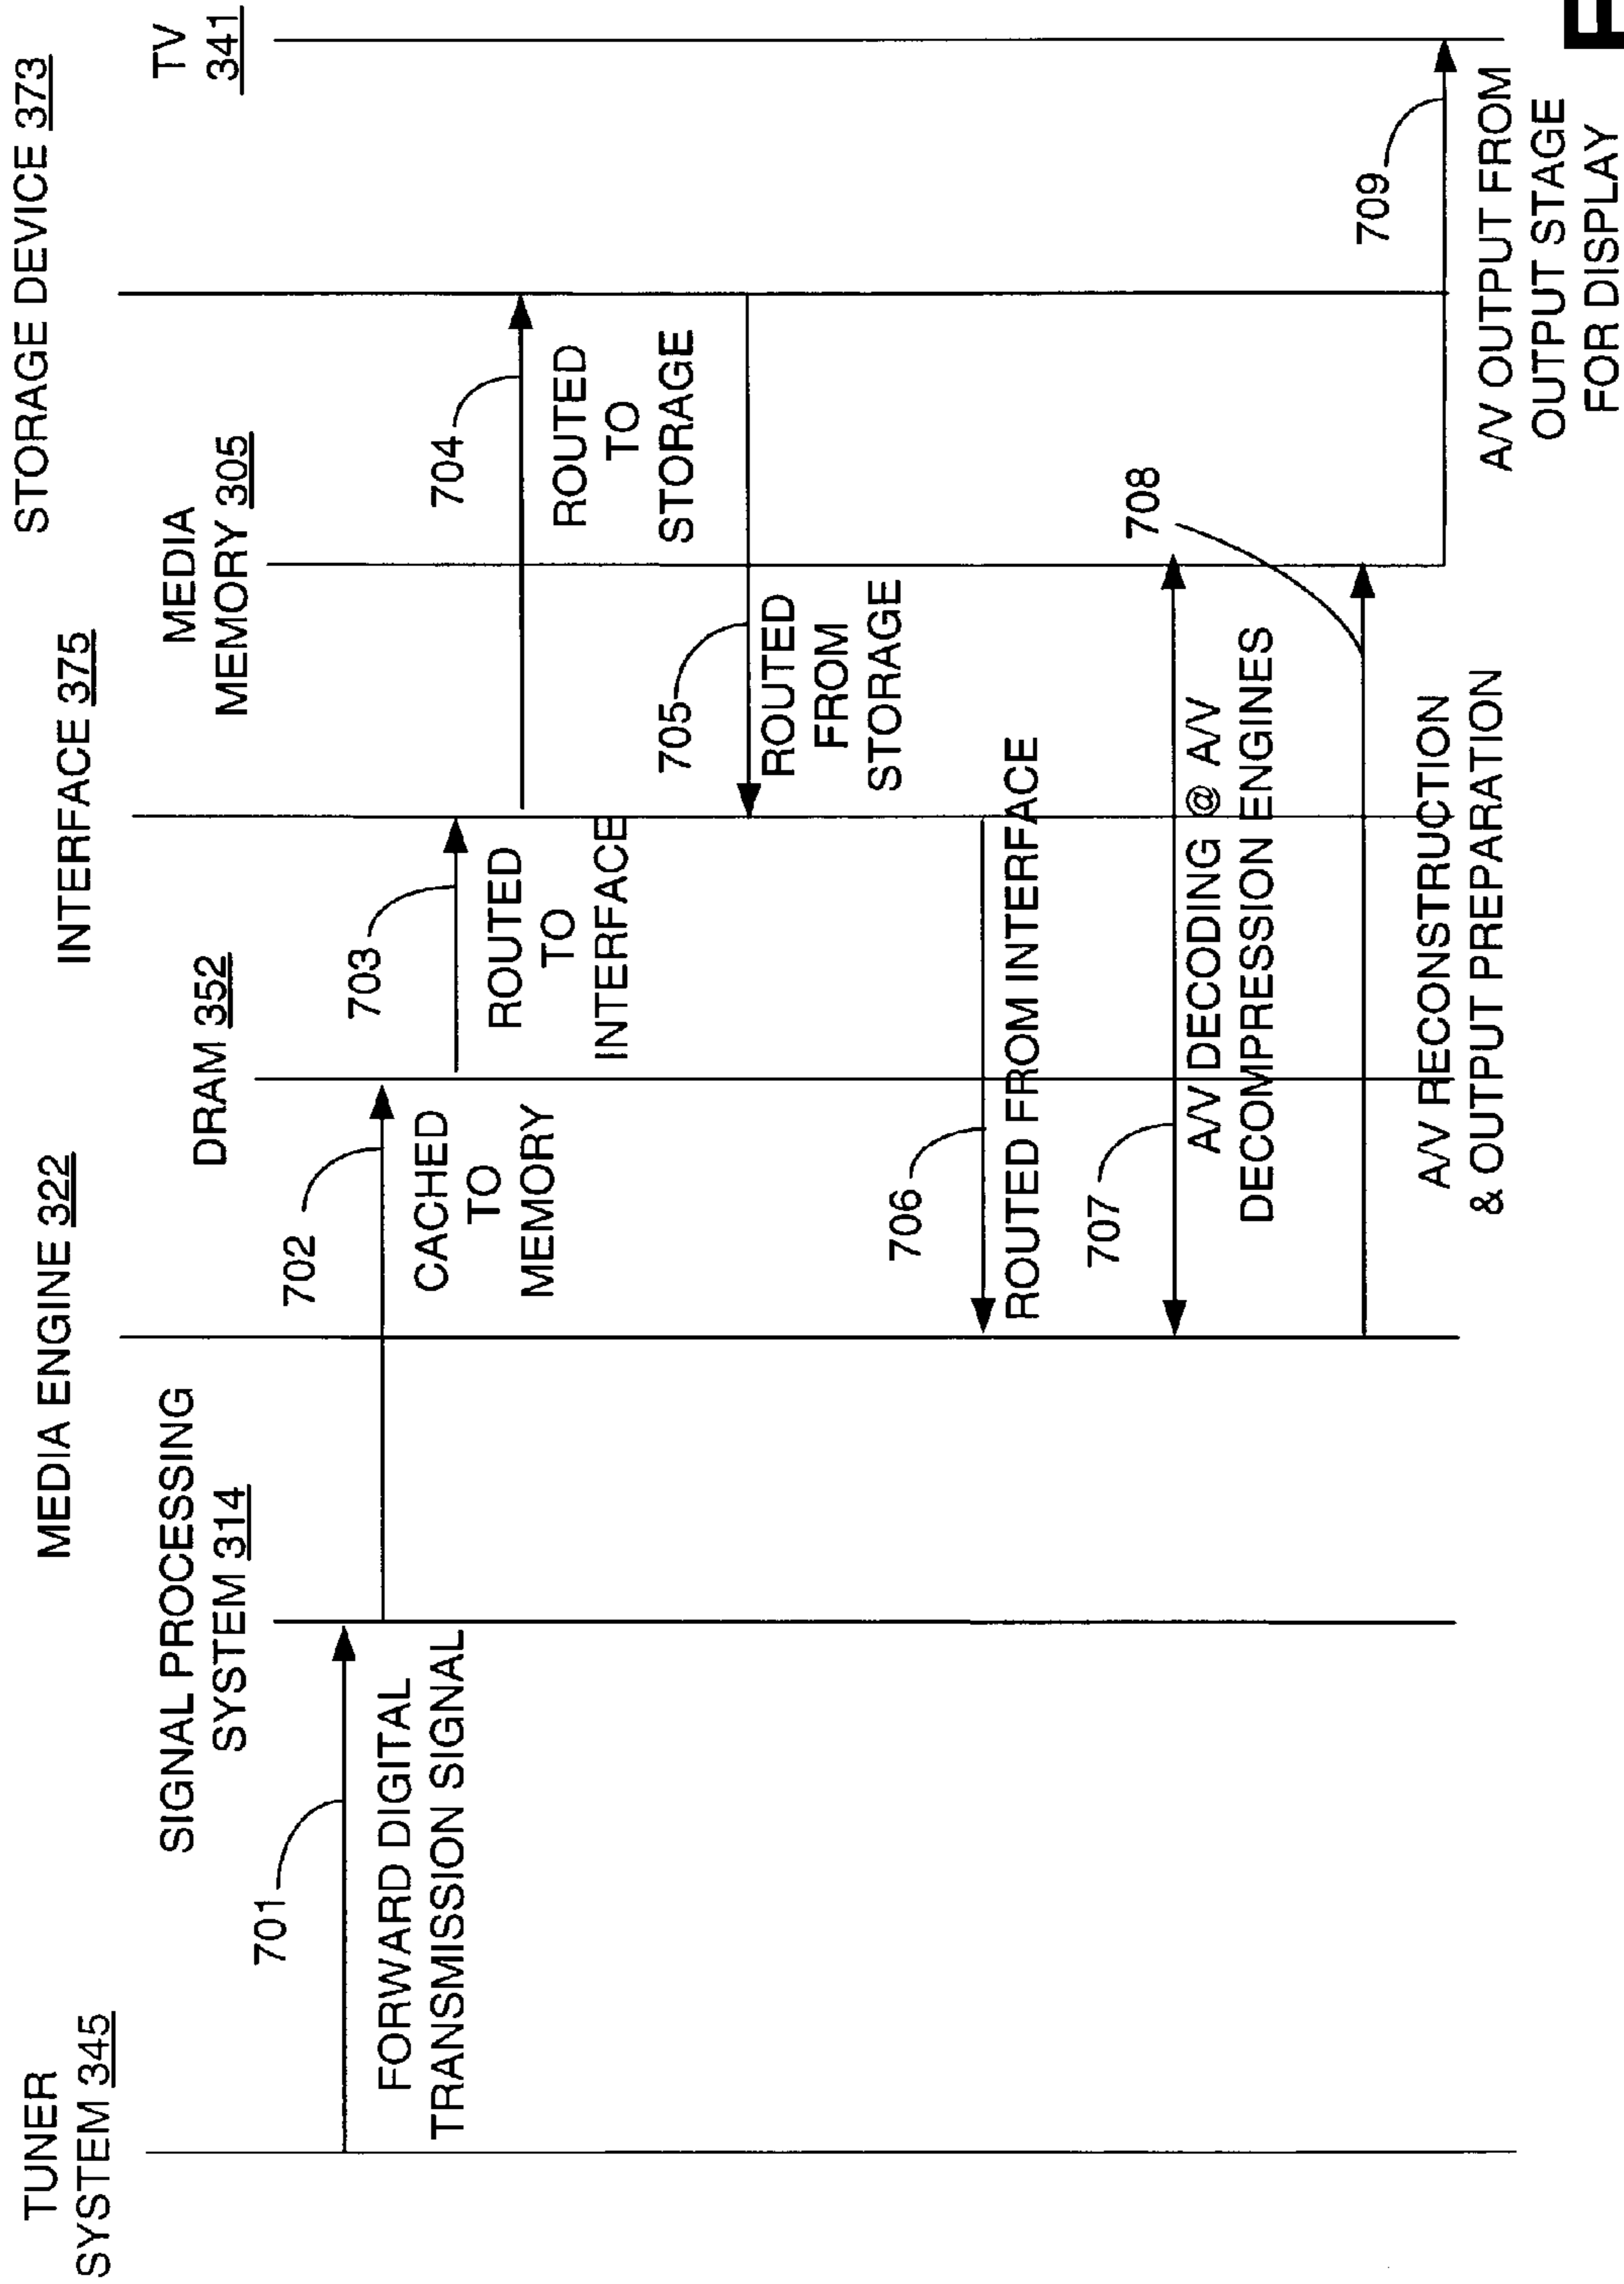 TUNER
SYSTEM 345
SIGNAL PROCESSING
SYSTEM 314
MEDIA ENGINE 322
DRAM 352
INTERFACE 375
MEDIA
MEMORY 305
STORAGE DEVICE 373
TV
341
701
FORWARD DIGITAL
TRANSMISSION SIGNAL
702
CACHED
TO
MEMORY
703
ROUTED
TO
INTERFACE
704
ROUTED
TO
STORAGE
705
ROUTED
FROM
STORAGE
706
ROUTED FROM INTERFACE
707
A/V DECODING @ A/V
DECOMPRESSION ENGINES
708
A/V RECONSTRUCTION
& OUTPUT PREPARATION
709
A/V OUTPUT FROM
OUTPUT STAGE
FOR DISPLAY